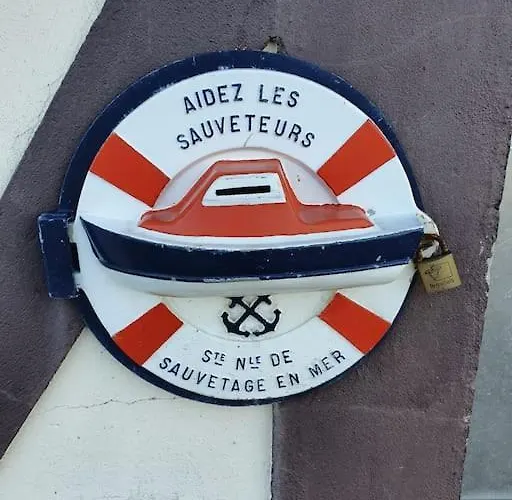 AIDEZ LES
SAUVETEURS
STE NLE DE
SAUVETAGE EN MER